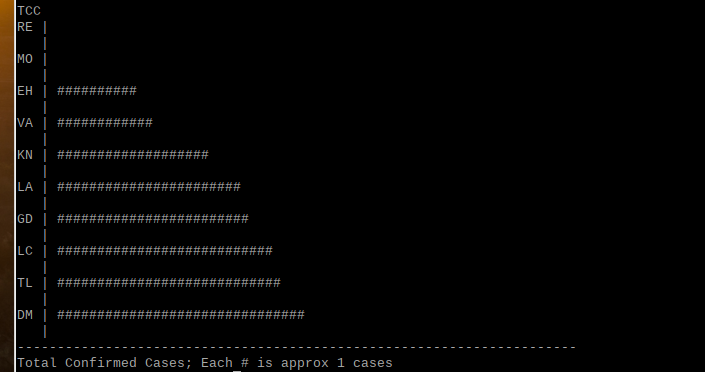 TCC
RE |
   |
MO |
   |
EH | ##########
   |
VA | ############
   |
KN | ###################
   |
LA | #######################
   |
GD | ########################
   |
LC | ###########################
   |
TL | ############################
   |
DM | ###############################
   |
----------------------------------------------------------------------
Total Confirmed Cases; Each # is approx 1 cases